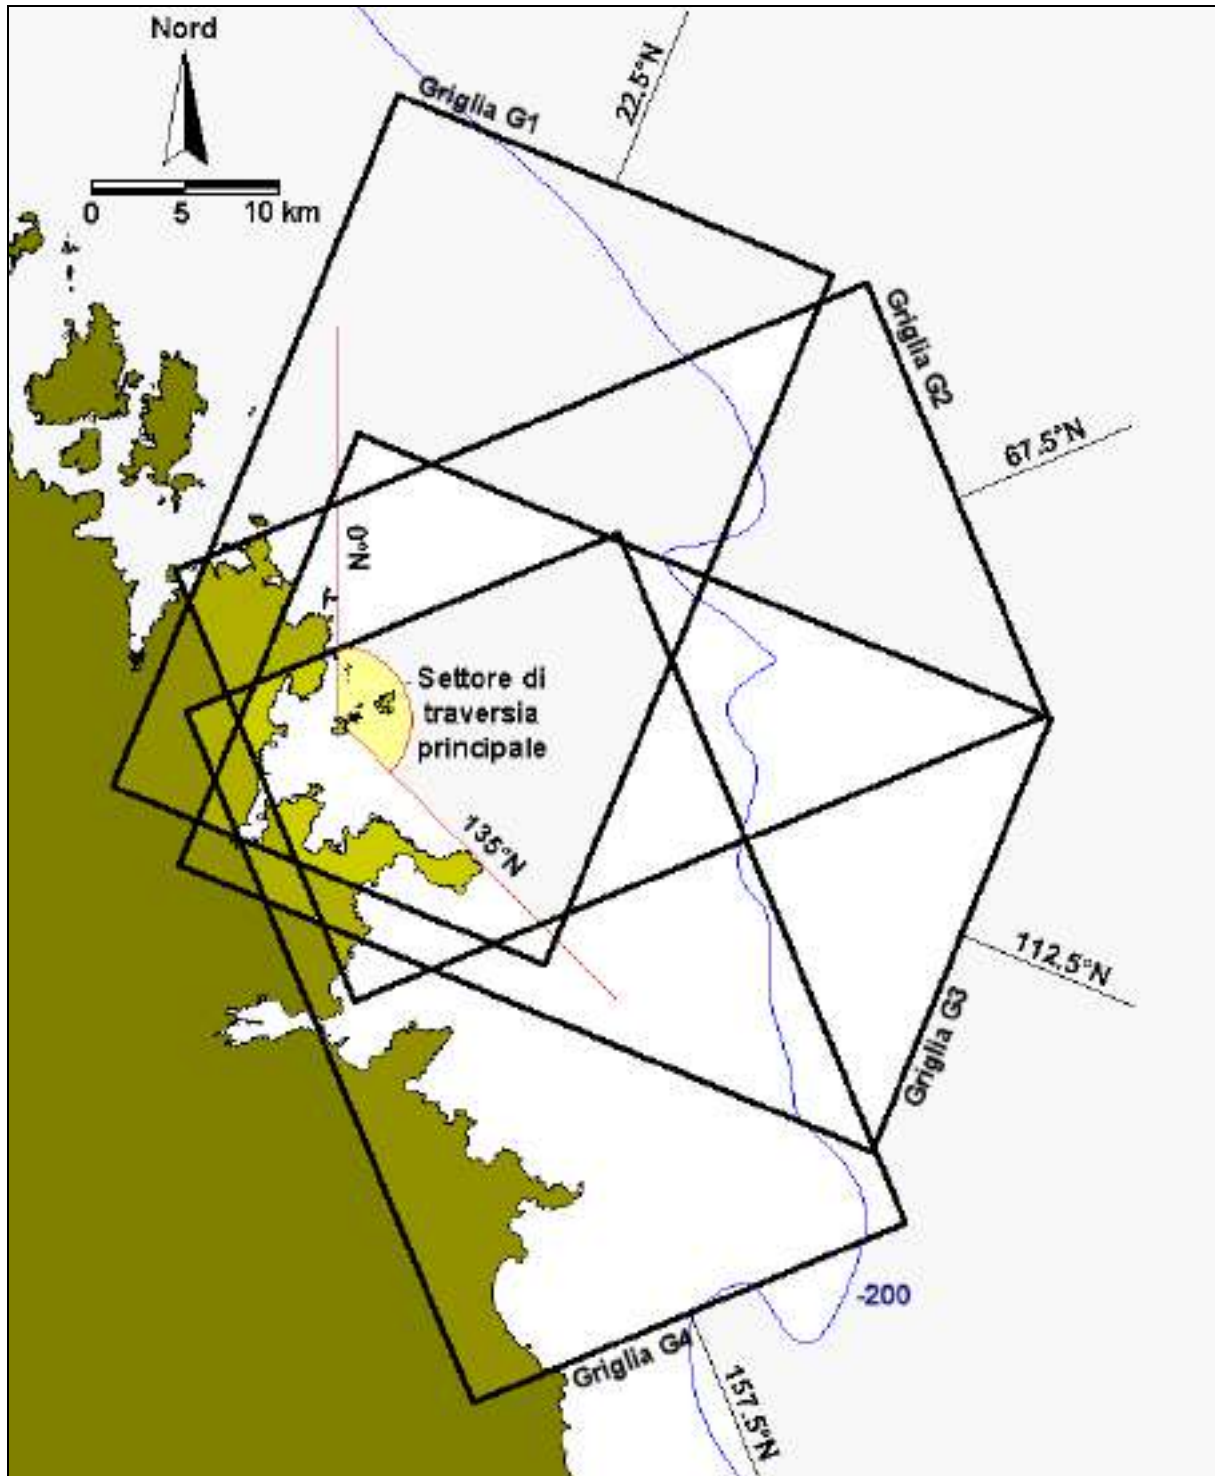 Nord
0 5 10 km
Griglia G1
22.5°N
Griglia G2
67.5°N
0°N
Settore di
traversia
principale
135°N
112.5°N
Griglia G3
-200
Griglia G4
157.5°N